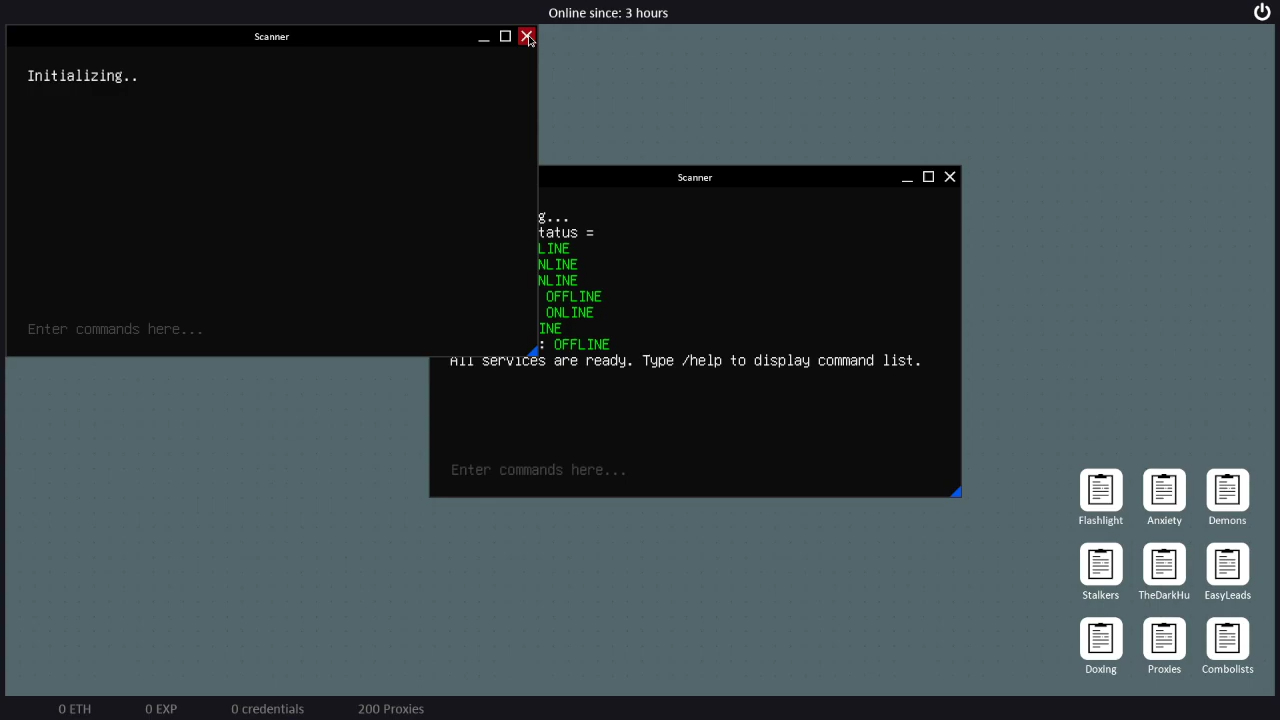 Online since: 3 hours
Scanner
Initializing..
Enter commands here...
Scanner
g...
tatus =
LINE
NLINE
NLINE
OFFLINE
ONLINE
INE
: OFFLINE
All services are ready. Type /help to display command list.
Enter commands here...
Flashlight Anxiety Demons
Stalkers TheDarkHu EasyLeads
Doxing Proxies Combolists
0 ETH 0 EXP 0 credentials 200 Proxies